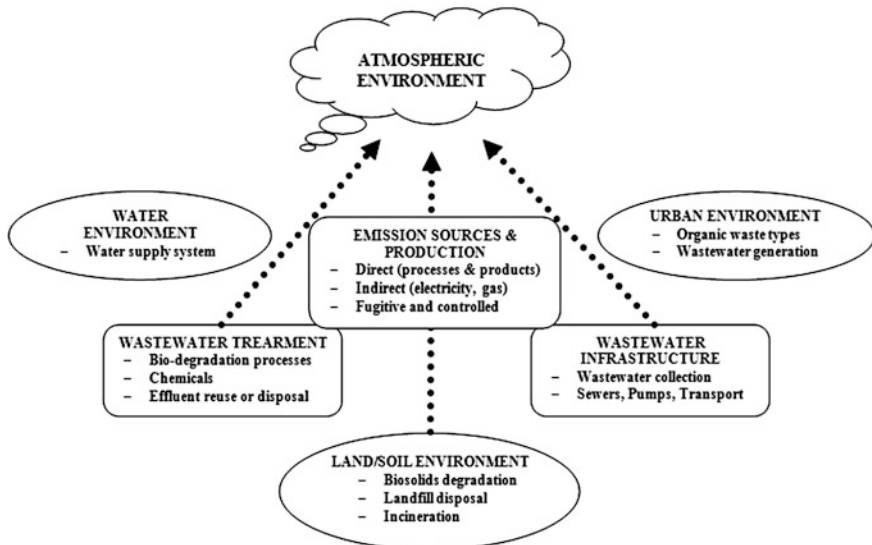 ATMOSPHERIC
ENVIRONMENT
WATER
ENVIRONMENT
– Water supply system
EMISSION SOURCES &
PRODUCTION
– Direct (processes & products)
– Indirect (electricity, gas)
– Fugitive and controlled
URBAN ENVIRONMENT
– Organic waste types
– Wastewater generation
WASTEWATER TREARMENT
– Bio-degradation processes
– Chemicals
– Effluent reuse or disposal
WASTEWATER
INFRASTRUCTURE
– Wastewater collection
– Sewers, Pumps, Transport
LAND/SOIL ENVIRONMENT
– Biosolids degradation
– Landfill disposal
– Incineration